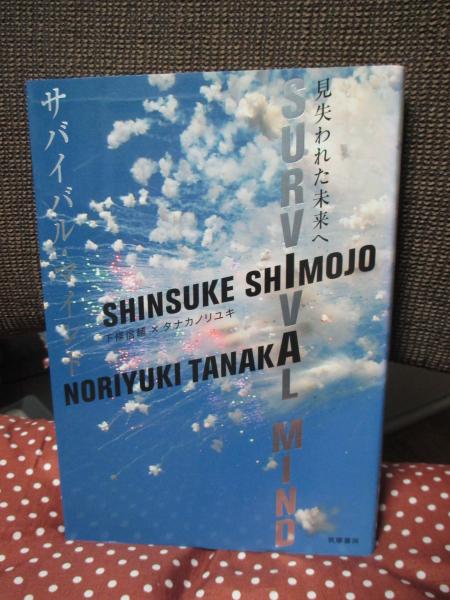 見失われた未来へ
SURVIVAL MIND
サバイバル・マインド
SHINSUKE SHIMOJO
下條信輔 × タナカノリユキ
NORIYUKI TANAKA
筑摩書房